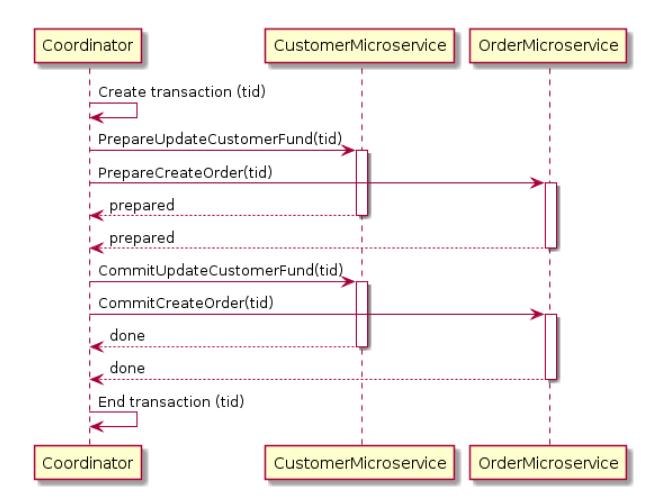 Coordinator
CustomerMicroservice
OrderMicroservice
Create transaction (tid)
PrepareUpdateCustomerFund(tid)
PrepareCreateOrder(tid)
prepared
prepared
CommitUpdateCustomerFund(tid)
CommitCreateOrder(tid)
done
done
End transaction (tid)
Coordinator
CustomerMicroservice
OrderMicroservice